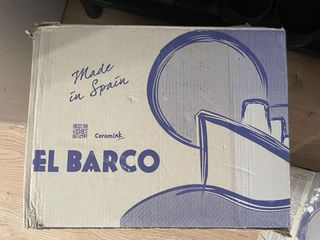 Made
in Spain
Ceramink
EL BARCO